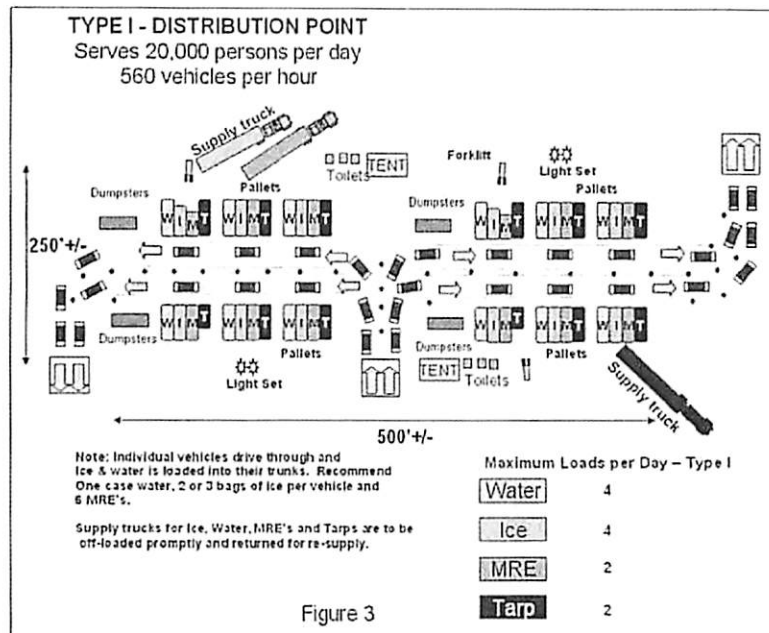 TYPE I - DISTRIBUTION POINT
Serves 20,000 persons per day
560 vehicles per hour
Supply truck
Toilets
TENT
Forklift
Light Set
Dumpsters
Pallets
Dumpsters
Pallets
W I M T
W I M T
W I M T
W I M T
W I M T
W I M T
250'+/-
W I M T
W I M T
W I M T
W I M T
W I M T
W I M T
Dumpsters
Pallets
Dumpsters
Pallets
Light Set
TENT
Toilets
Supply truck
500'+/-
Note: Individual vehicles drive through and
Ice & water is loaded into their trunks. Recommend
One case water, 2 or 3 bags of ice per vehicle and
6 MRE's.
Supply trucks for Ice, Water, MRE's and Tarps are to be
off-loaded promptly and returned for re-supply.
Maximum Loads per Day – Type I
Water 4
Ice 4
MRE 2
Tarp 2
Figure 3